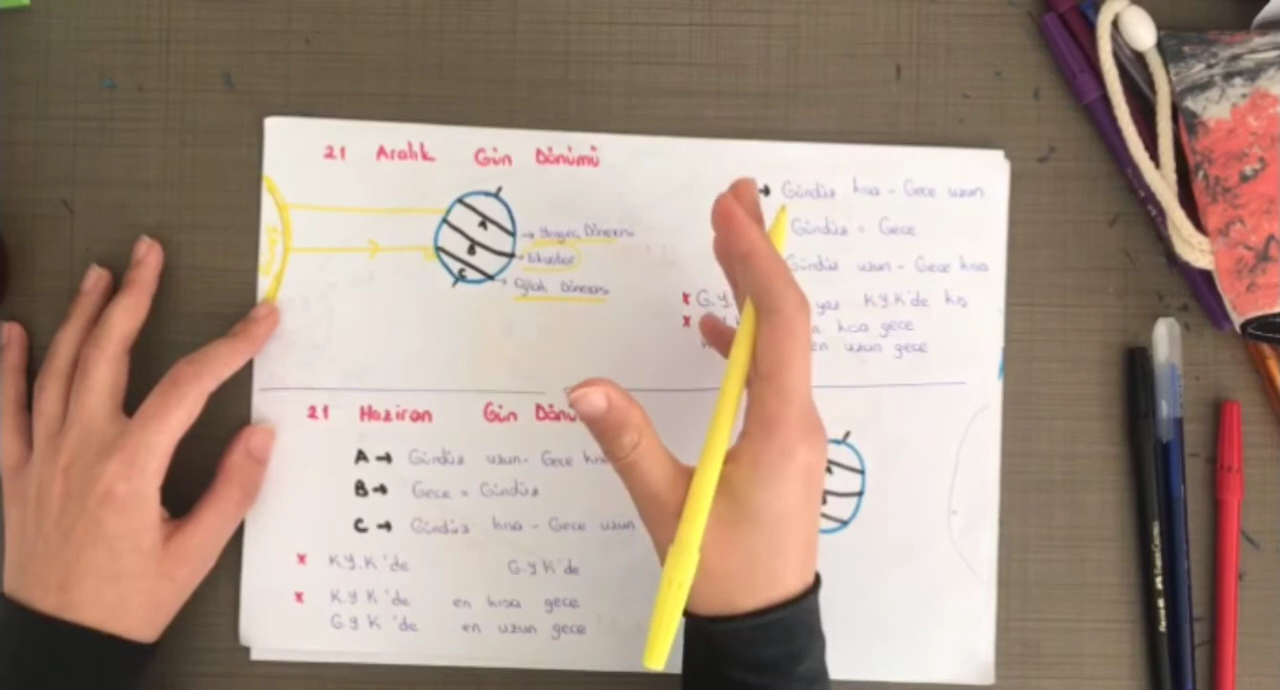 21 Aralık Gün Dönümü
→ Yengeç Dönencesi
→ Ekvator
→ Oğlak Dönencesi
A
B
C
→ Gündüz kısa - Gece uzun
Gündüz = Gece
Gündüz uzun - Gece kısa
x G.Y. yaz K.Y.K'de kış
x kısa gece
en uzun gece
21 Haziran Gün Dönü
A → Gündüz uzun - Gece kısa
B → Gece = Gündüz
C → Gündüz kısa - Gece uzun
x K.Y.K'de G.Y.K'de
x K.Y.K'de en kısa gece
G.Y.K'de en uzun gece